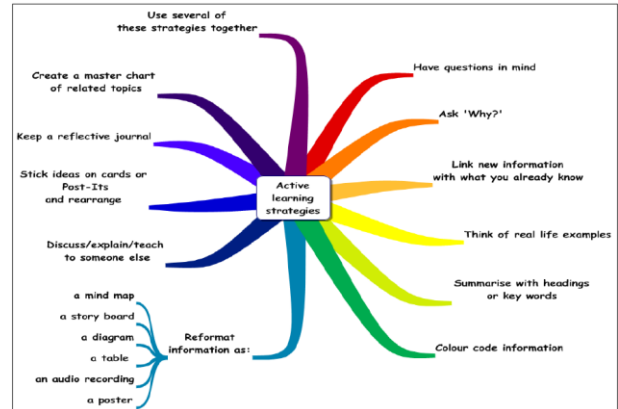 Use several of
these strategies together
Have questions in mind
Ask 'Why?'
Link new information
with what you already know
Think of real life examples
Summarise with headings
or key words
Colour code information
Reformat
information as:
a mind map
a story board
a diagram
a table
an audio recording
a poster
Discuss/explain/teach
to someone else
Stick ideas on cards or
Post-Its
and rearrange
Keep a reflective journal
Create a master chart
of related topics
Active
learning
strategies